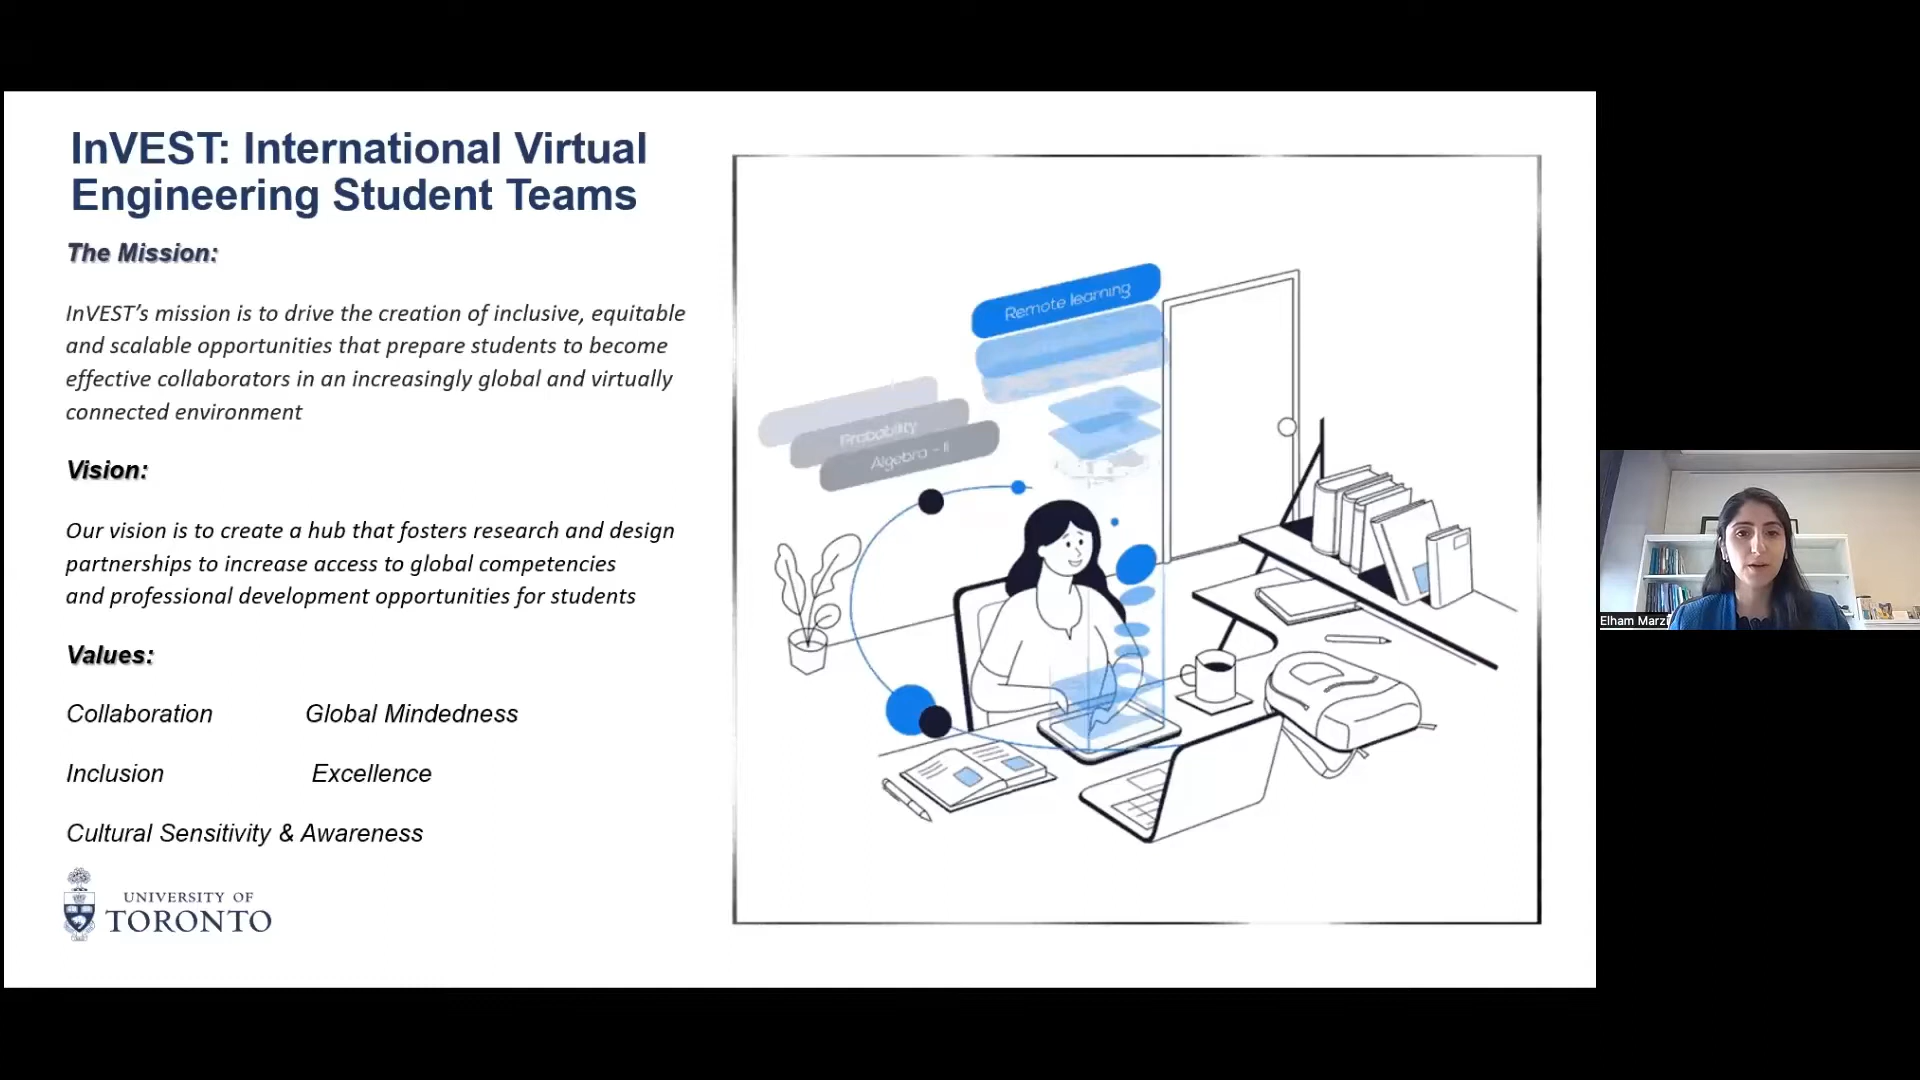 InVEST: International Virtual
Engineering Student Teams
The Mission:
InVEST’s mission is to drive the creation of inclusive, equitable
and scalable opportunities that prepare students to become
effective collaborators in an increasingly global and virtually
connected environment
Vision:
Our vision is to create a hub that fosters research and design
partnerships to increase access to global competencies
and professional development opportunities for students
Values:
Collaboration Global Mindedness
Inclusion Excellence
Cultural Sensitivity & Awareness
UNIVERSITY OF
TORONTO
Remote learning
Probability
Algebra - II
Elham Marzi